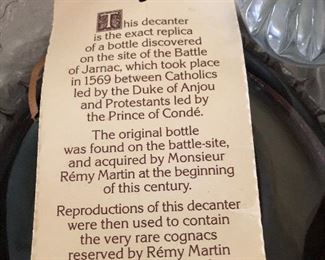 This decanter
is the exact replica
of a bottle discovered
on the site of the Battle
of Jarnac, which took place
in 1569 between Catholics
led by the Duke of Anjou
and Protestants led by
the Prince of Condé.
The original bottle
was found on the battle-site,
and acquired by Monsieur
Rémy Martin at the beginning
of this century.
Reproductions of this decanter
were then used to contain
the very rare cognacs
reserved by Rémy Martin